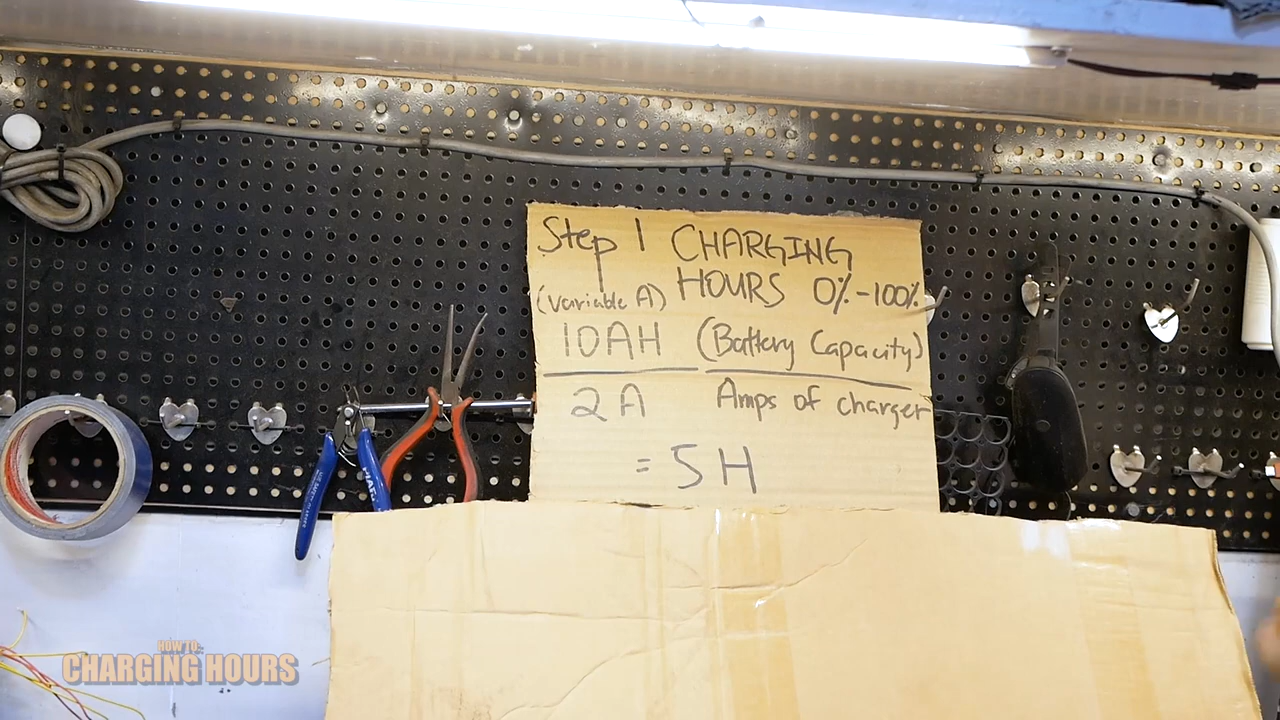 Step 1 CHARGING
HOURS 0%-100%
(variable A)
10AH (Battery Capacity)
2A Amps of charger
= 5H
HOW TO:
CHARGING HOURS